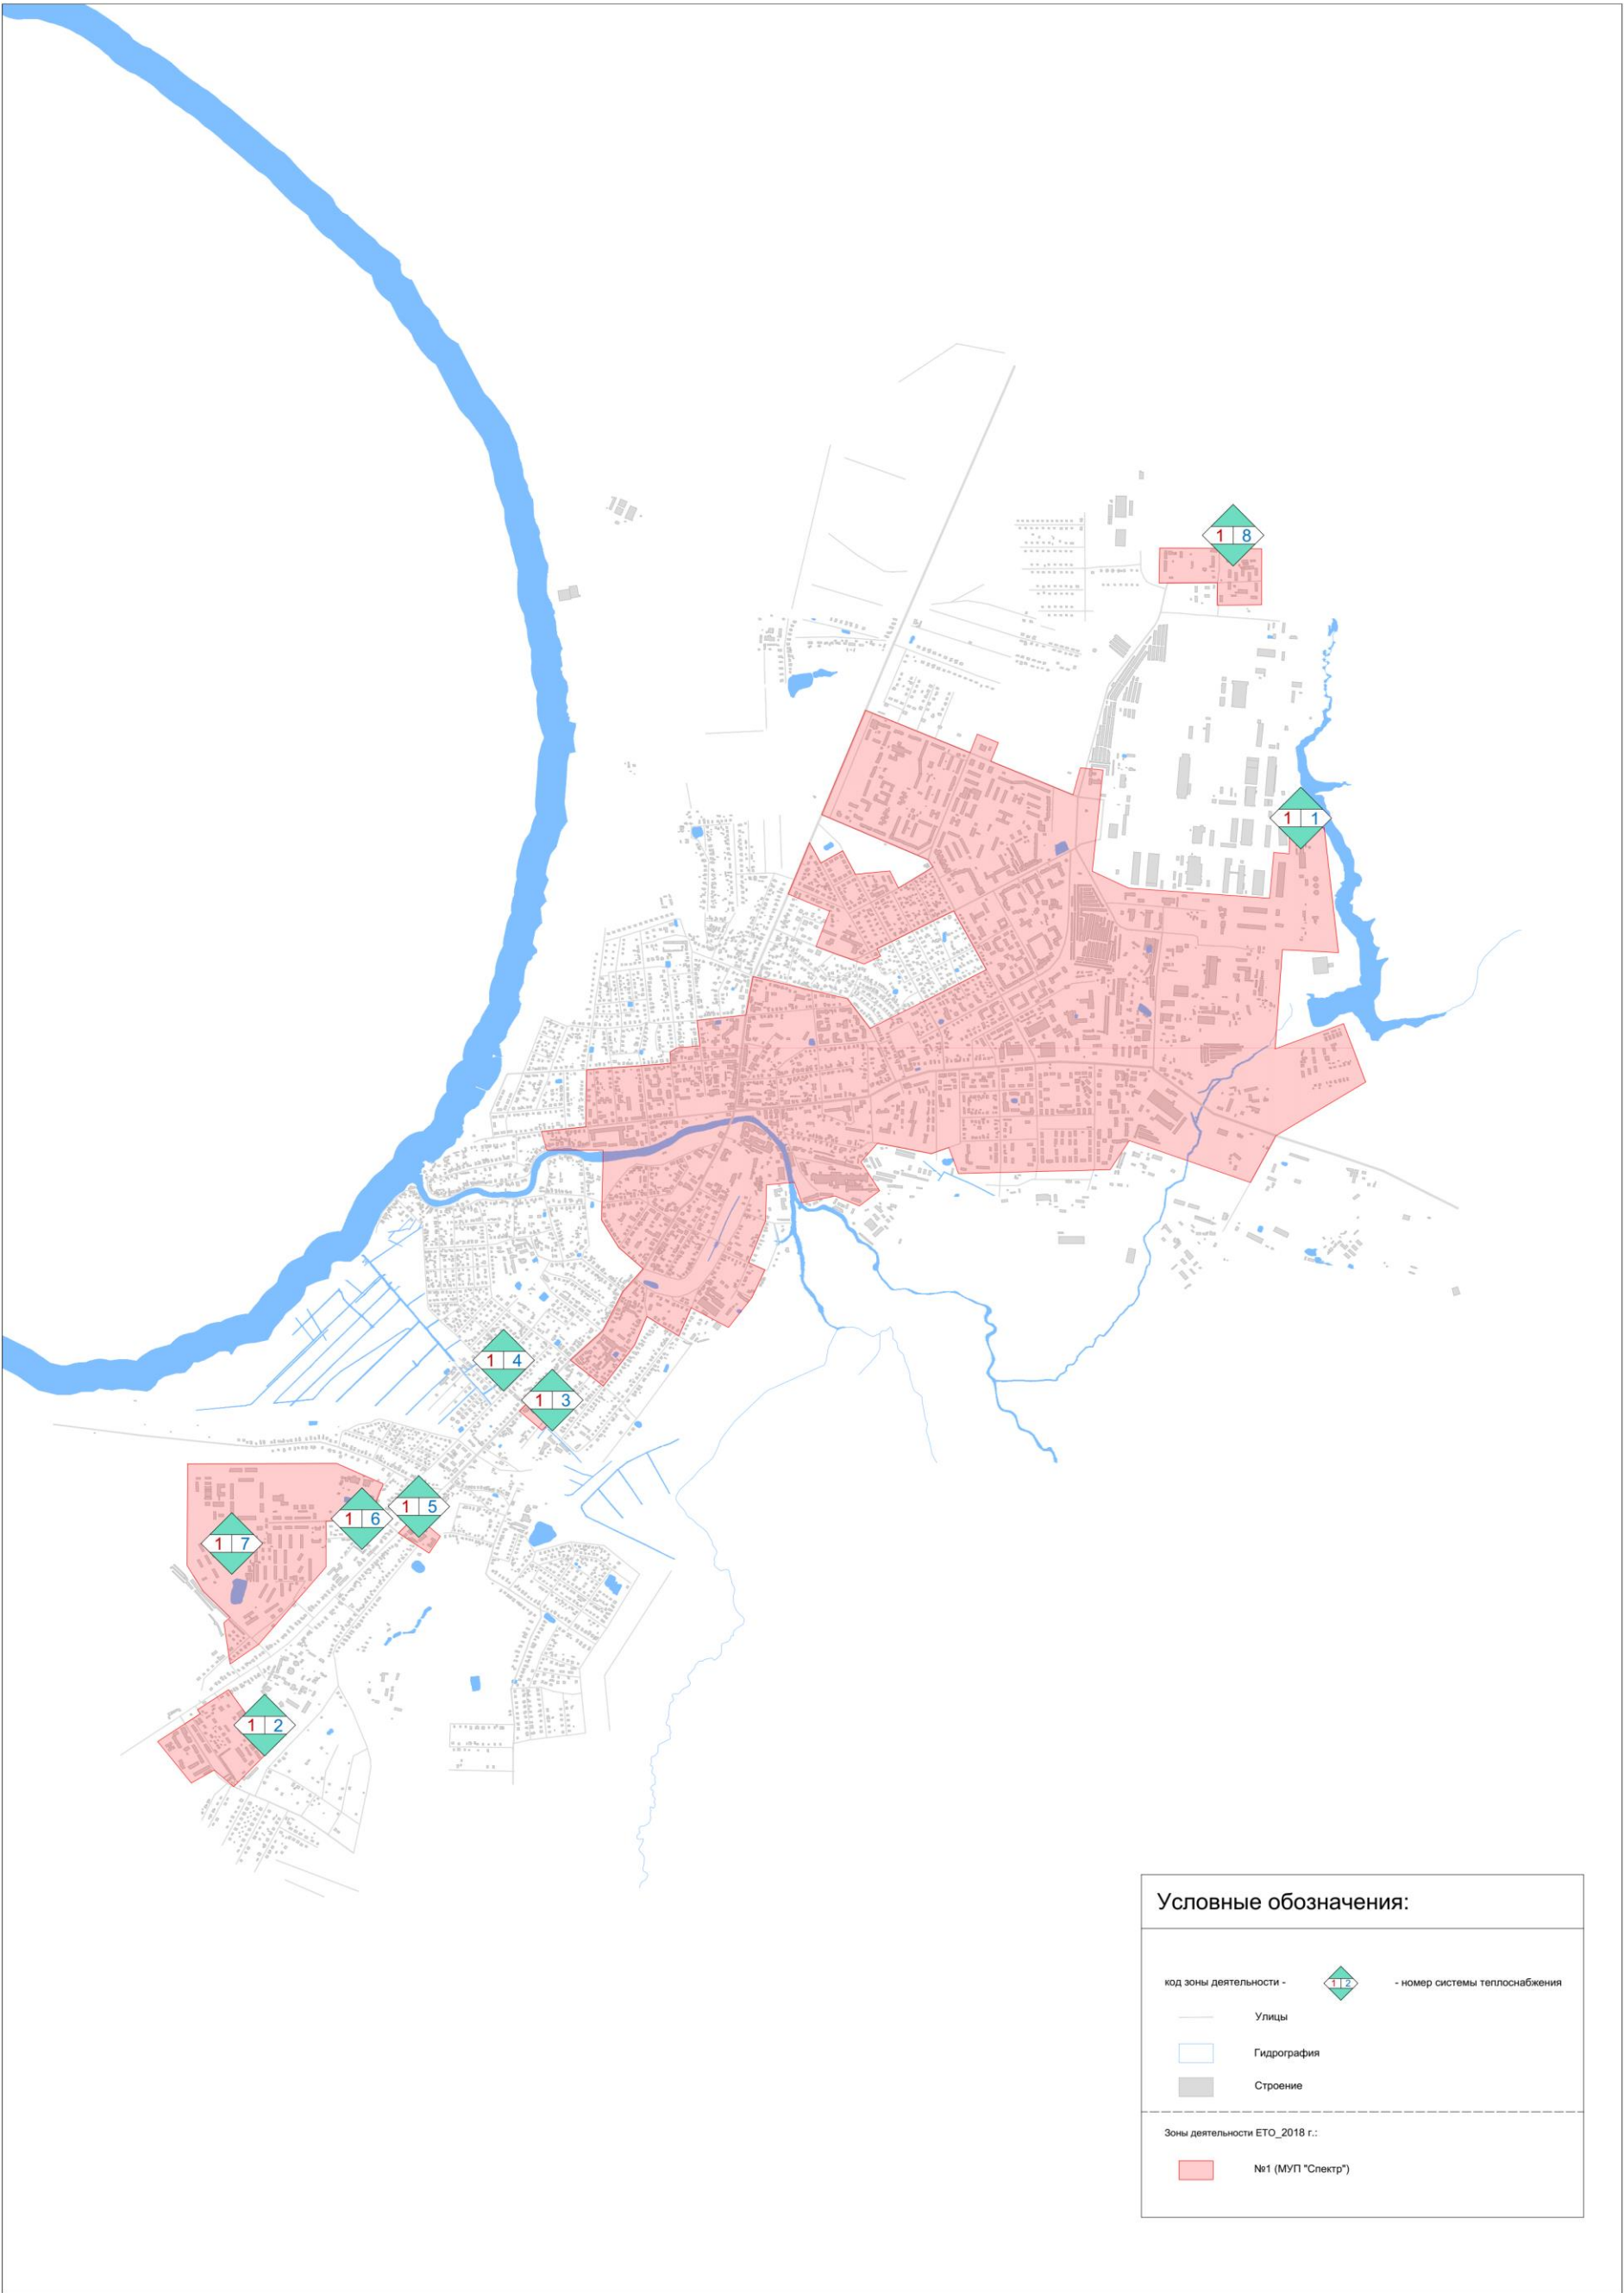 1 8
1 1
1 4
1 3
1 5
1 6
1 7
1 2
Условные обозначения:
код зоны деятельности - 1 2 - номер системы теплоснабжения
Улицы
Гидрография
Строение
Зоны деятельности ЕТО_2018 г.:
№1 (МУП "Спектр")